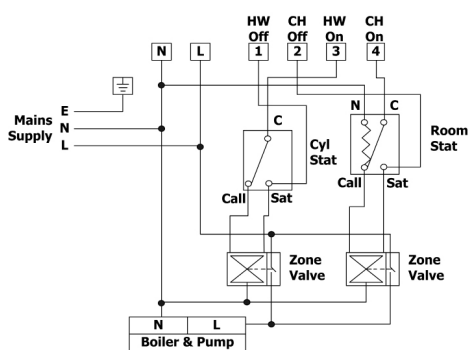 HW CH HW CH
Off Off On On
N L 1 2 3 4
E
Mains
Supply
N
L
N C
C
Cyl
Stat
Room
Stat
Call Sat
Call Sat
Zone
Valve
Zone
Valve
N L
Boiler & Pump